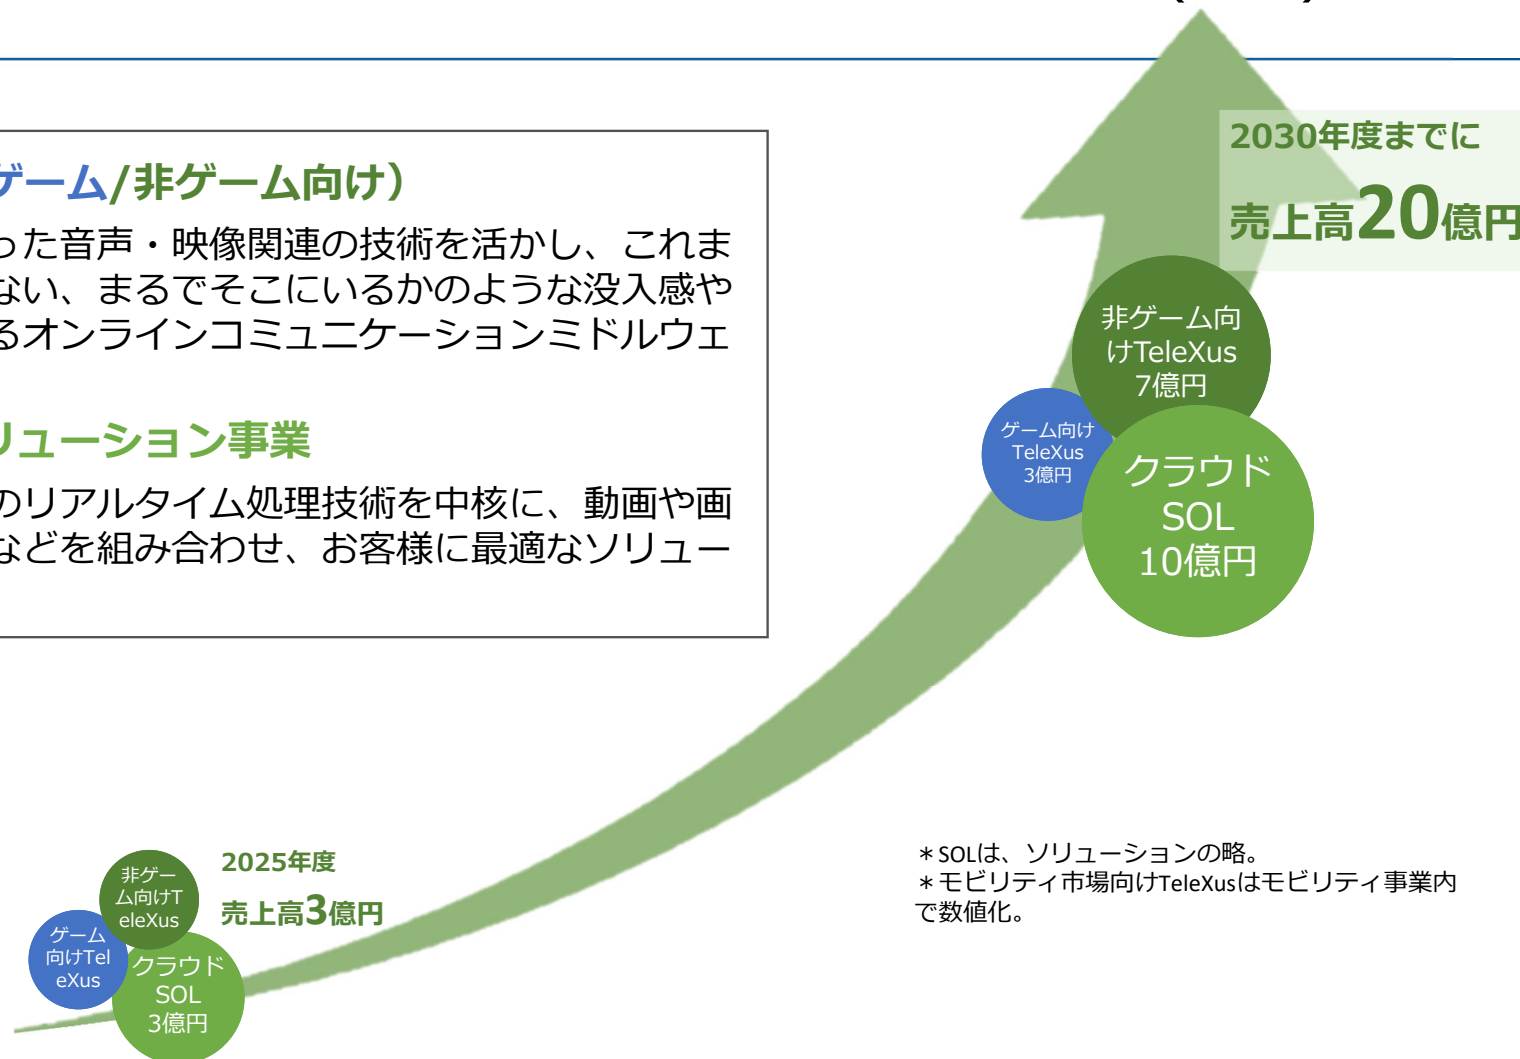 ゲーム/非ゲーム向け）
った音声・映像関連の技術を活かし、これま
ない、まるでそこにいるかのような没入感や
るオンラインコミュニケーションミドルウェ
リューション事業
のリアルタイム処理技術を中核に、動画や画
などを組み合わせ、お客様に最適なソリュー
2030年度までに
売上高20億円
非ゲーム向
けTeleXus
7億円
ゲーム向け
TeleXus
3億円
クラウド
SOL
10億円
2025年度
売上高3億円
非ゲー
ム向けT
eleXus
ゲーム
向けTel
eXus
クラウド
SOL
3億円
＊SOLは、ソリューションの略。
＊モビリティ市場向けTeleXusはモビリティ事業内
で数値化。